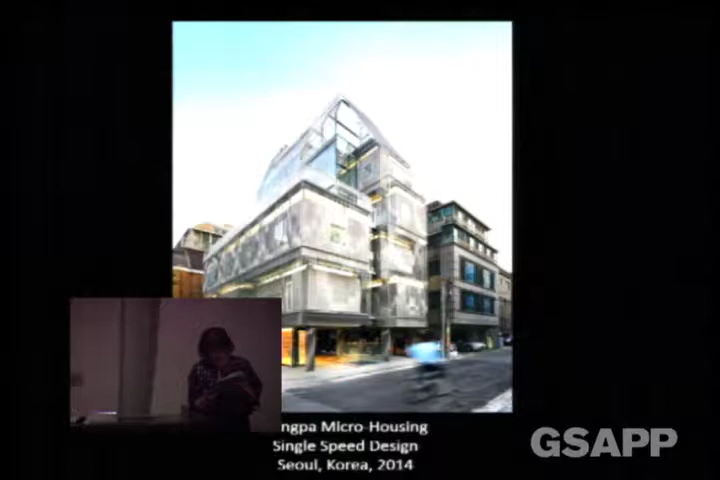 ngpa Micro-Housing
Single Speed Design
Seoul, Korea, 2014
GSAPP